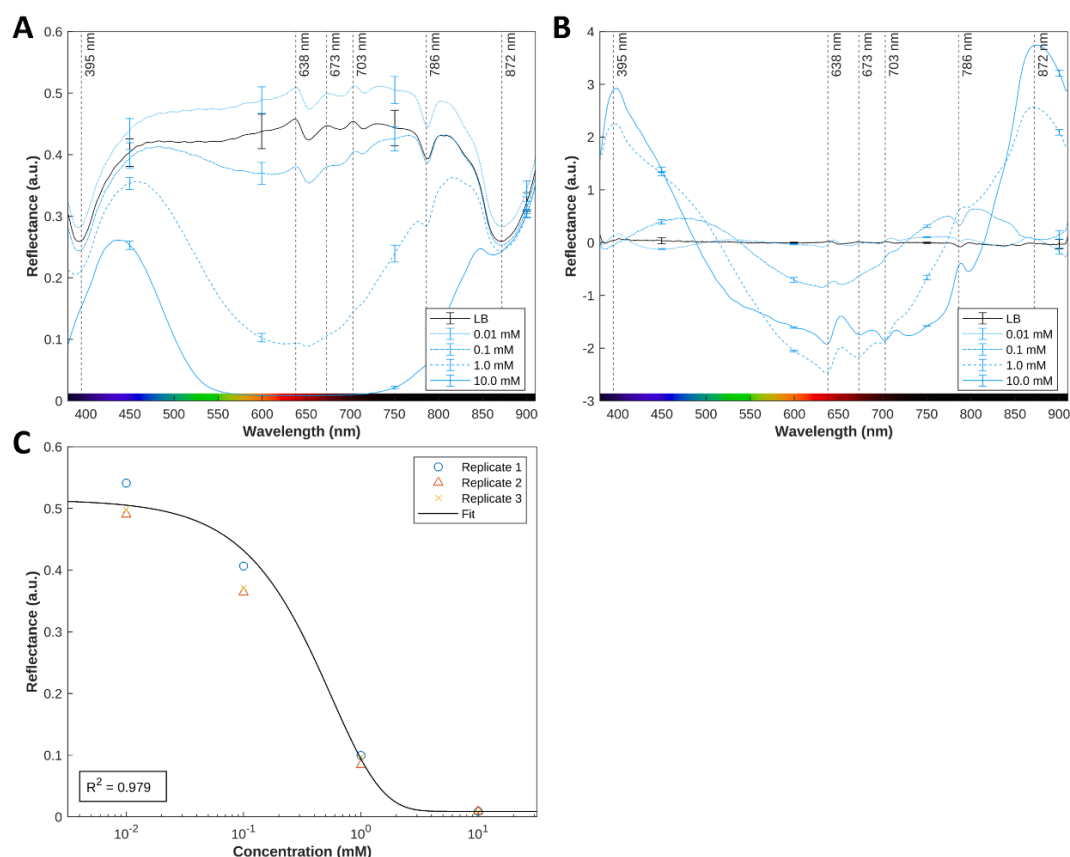 A
0.6
0.5
0.4
0.3
0.2
0.1
0
Reflectance (a.u.)
395 nm
638 nm
673 nm
703 nm
786 nm
872 nm
LB
0.01 mM
0.1 mM
1.0 mM
10.0 mM
400 450 500 550 600 650 700 750 800 850 900
Wavelength (nm)
B
4
3
2
1
0
-1
-2
-3
Reflectance (a.u.)
395 nm
638 nm
673 nm
703 nm
786 nm
872 nm
LB
0.01 mM
0.1 mM
1.0 mM
10.0 mM
400 450 500 550 600 650 700 750 800 850 900
Wavelength (nm)
C
0.6
0.5
0.4
0.3
0.2
0.1
0
Reflectance (a.u.)
Replicate 1
Replicate 2
Replicate 3
Fit
R² = 0.979
10⁻² 10⁻¹ 10⁰ 10¹
Concentration (mM)